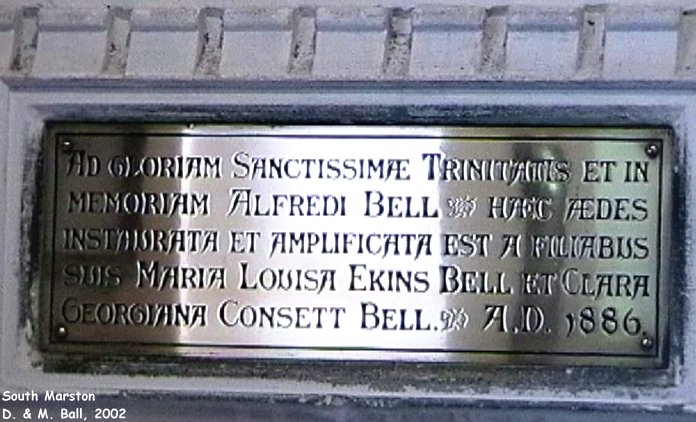 AD GLORIAM SANCTISSIMÆ TRINITATIS ET IN
MEMORIAM ALFREDI BELL HÆC ÆDES
INSTAURATA ET AMPLIFICATA EST A FILIABUS
SUIS MARIA LOUISA EKINS BELL ET CLARA
GEORGIANA CONSETT BELL. A.D. 1886.
South Marston
D. & M. Ball, 2002